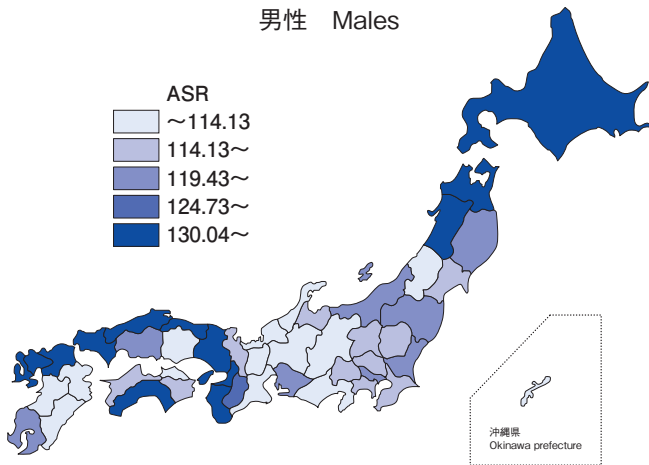 男性 Males
ASR
～114.13
114.13～
119.43～
124.73～
130.04～
沖縄県
Okinawa prefecture